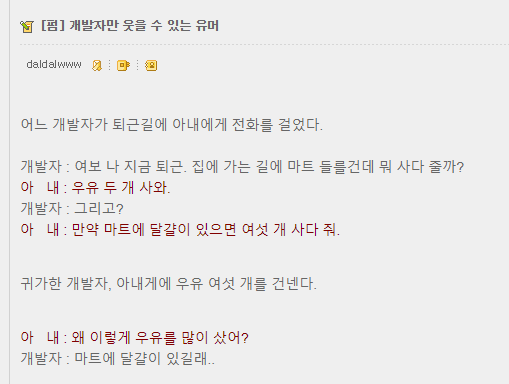 [펌] 개발자만 웃을 수 있는 유머
daldalwww
어느 개발자가 퇴근길에 아내에게 전화를 걸었다.
개발자 : 여보 나 지금 퇴근. 집에 가는 길에 마트 들를건데 뭐 사다 줄까?
아 내 : 우유 두 개 사와.
개발자 : 그리고?
아 내 : 만약 마트에 달걀이 있으면 여섯 개 사다 줘.
귀가한 개발자, 아내게에 우유 여섯 개를 건넨다.
아 내 : 왜 이렇게 우유를 많이 샀어?
개발자 : 마트에 달걀이 있길래..